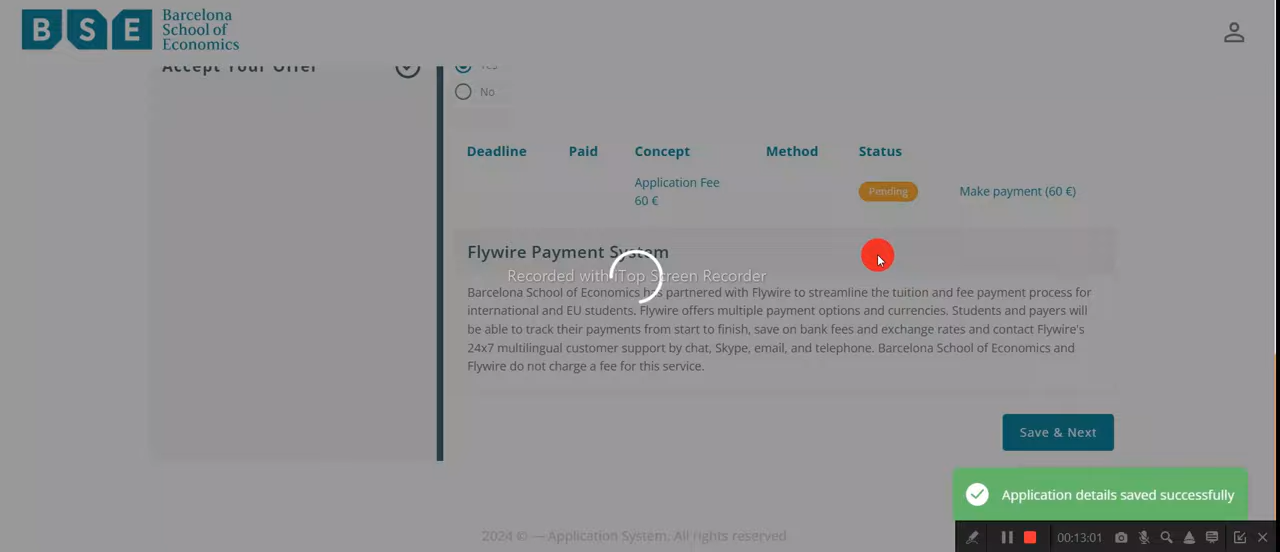 BSE
Barcelona
School of
Economics
Accept Your Offer
Yes
No
Deadline Paid Concept Method Status
Application Fee
60 €
Pending
Make payment (60 €)
Flywire Payment System
Recorded with iTop Screen Recorder
Barcelona School of Economics has partnered with Flywire to streamline the tuition and fee payment process for
international and EU students. Flywire offers multiple payment options and currencies. Students and payers will
be able to track their payments from start to finish, save on bank fees and exchange rates and contact Flywire's
24x7 multilingual customer support by chat, Skype, email, and telephone. Barcelona School of Economics and
Flywire do not charge a fee for this service.
Save & Next
Application details saved successfully
2024 © — Application System. All rights reserved
00:13:01